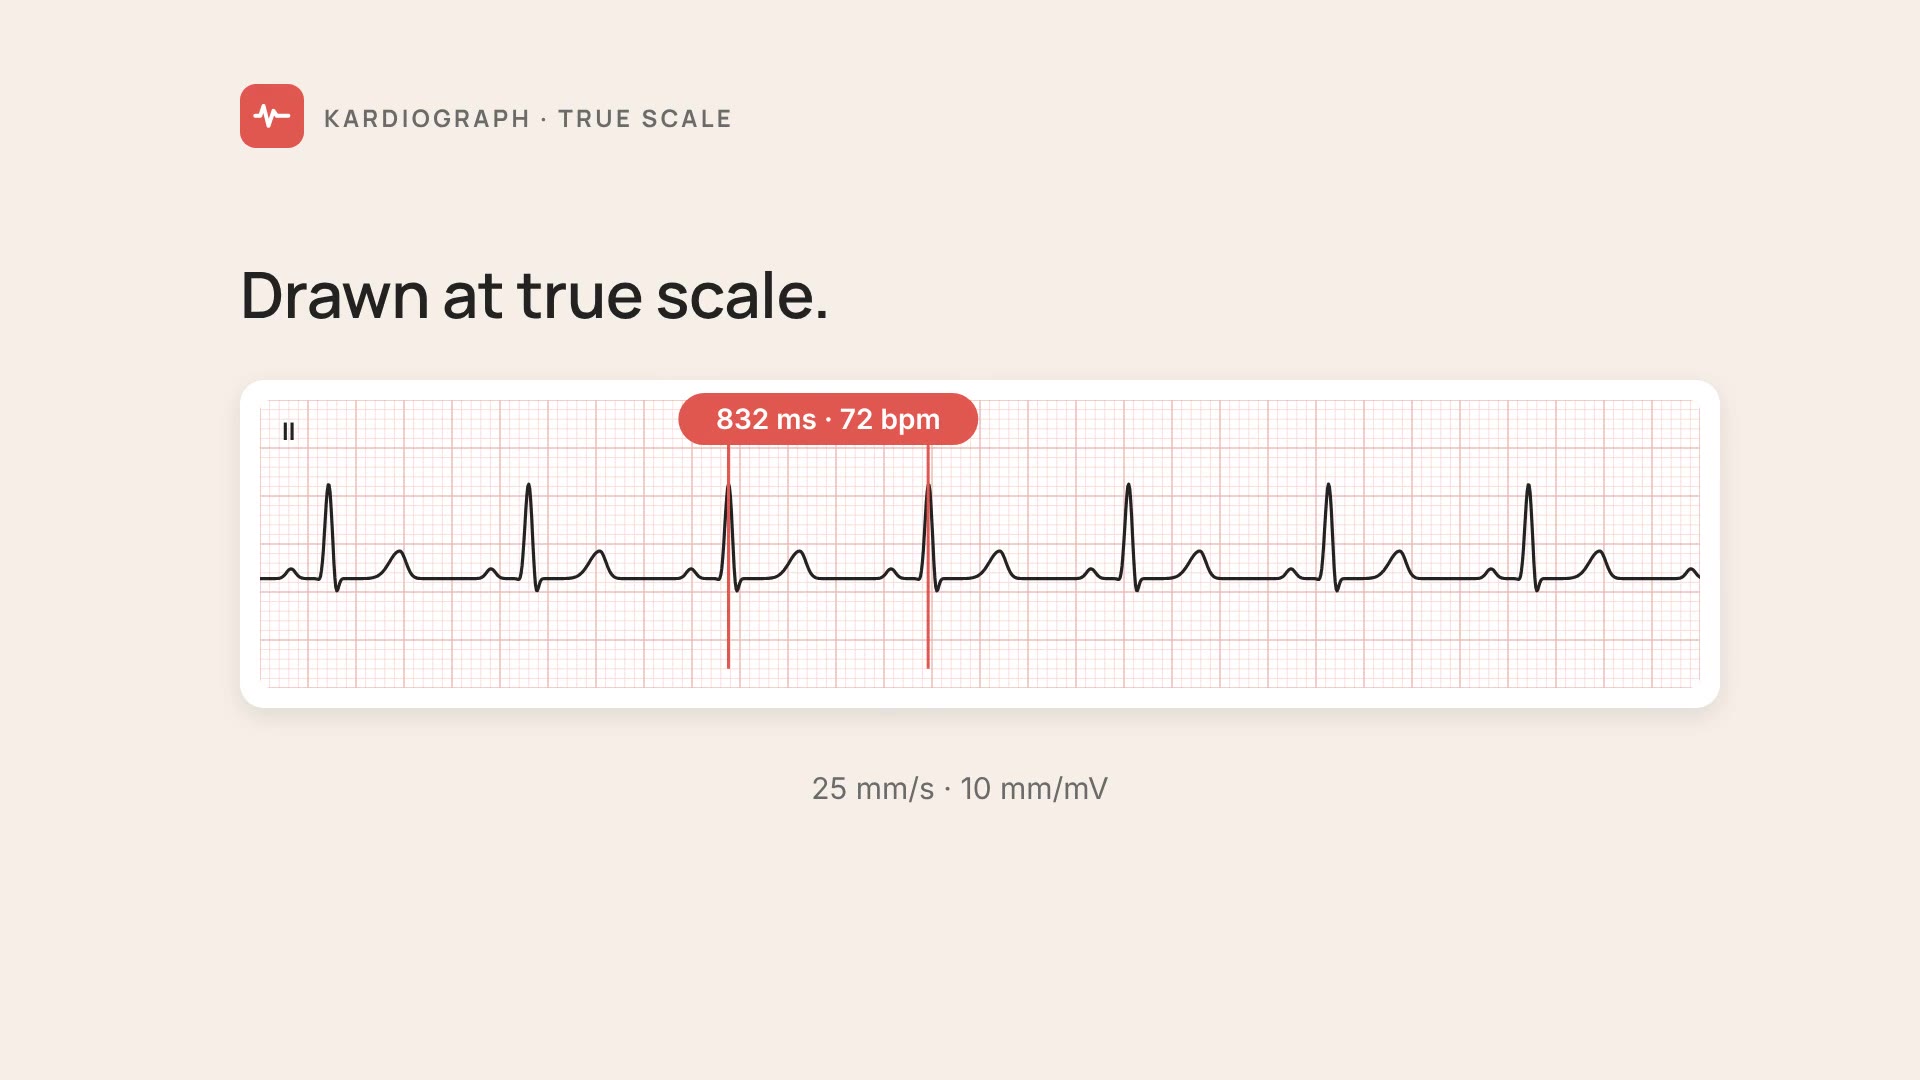 KARDIOGRAPH · TRUE SCALE
Drawn at true scale.
832 ms · 72 bpm
II
25 mm/s · 10 mm/mV